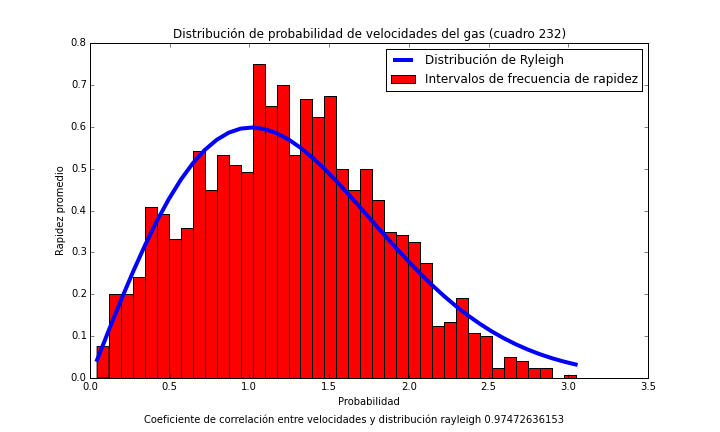 Distribución de probabilidad de velocidades del gas (cuadro 232)
Distribución de Ryleigh
Intervalos de frecuencia de rapidez
Rapidez promedio
0.8
0.7
0.6
0.5
0.4
0.3
0.2
0.1
0.0
0.0 0.5 1.0 1.5 2.0 2.5 3.0 3.5
Probabilidad
Coeficiente de correlación entre velocidades y distribución rayleigh 0.97472636153